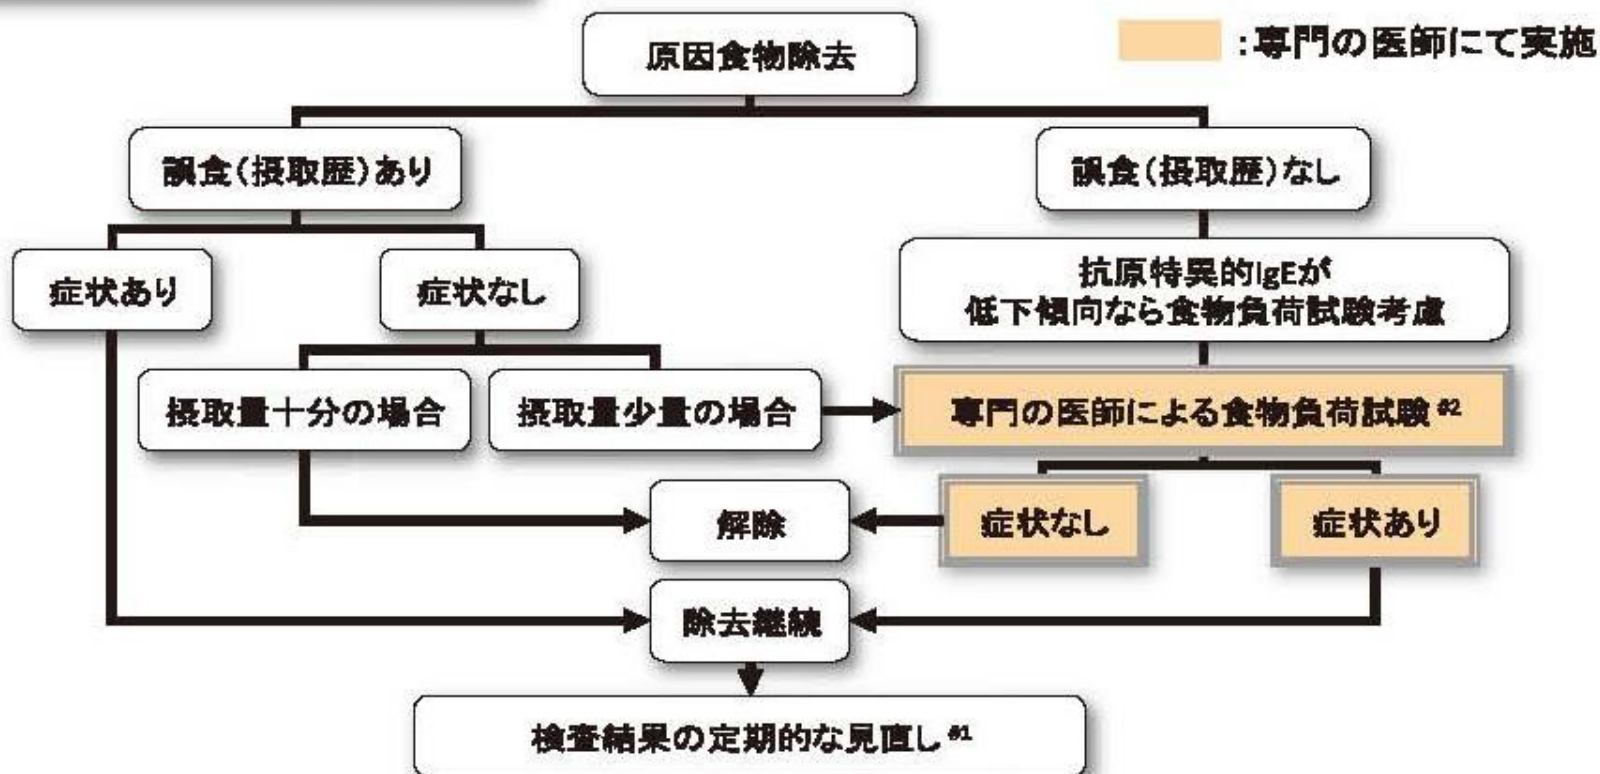 原因食物除去
:専門の医師にて実施
誤食(摂取歴)あり
誤食(摂取歴)なし
症状あり
症状なし
抗原特異的IgEが
低下傾向なら食物負荷試験考慮
摂取量十分の場合
摂取量少量の場合
専門の医師による食物負荷試験#2
解除
症状なし
症状あり
除去継続
検査結果の定期的な見直し#1